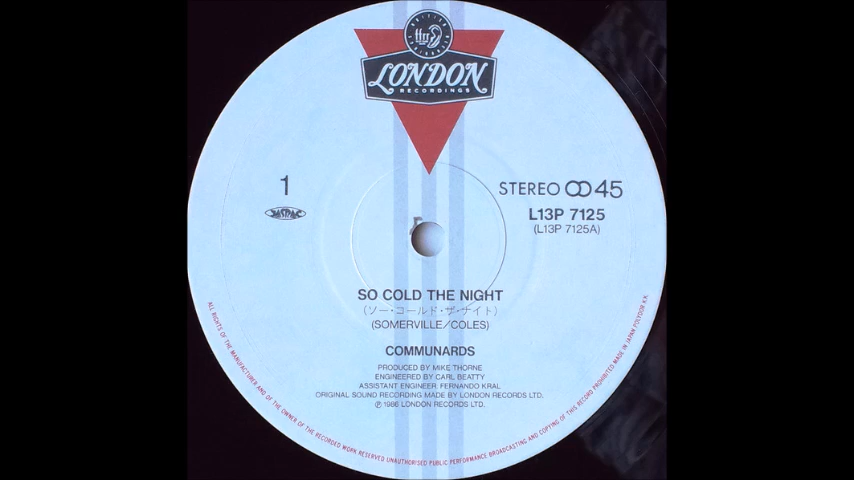 LONDON
RECORDINGS
1
STEREO
45
JASRAC
L13P 7125
(L13P 7125A)
SO COLD THE NIGHT
(ソー・コールド・ザ・ナイト)
(SOMERVILLE/COLES)
COMMUNARDS
PRODUCED BY MIKE THORNE
ENGINEERED BY CARL BEATTY
ASSISTANT ENGINEER, FERNANDO KRAL
ORIGINAL SOUND RECORDING MADE BY LONDON RECORDS LTD.
℗ 1986 LONDON RECORDS LTD.
ALL RIGHTS OF THE MANUFACTURER AND OF THE OWNER OF THE RECORDED WORK RESERVED UNAUTHORISED PUBLIC PERFORMANCE BROADCASTING AND COPYING OF THIS RECORD PROHIBITED MADE IN JAPAN POLYDOR K.K.